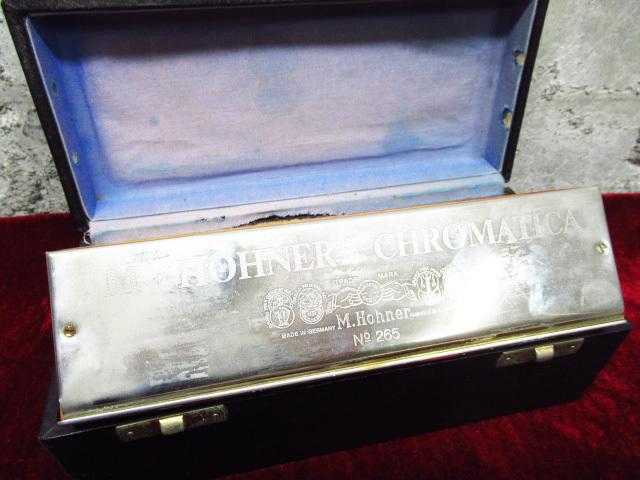 M. HOHNER CHROMATICA
TRADE MARK
MADE IN GERMANY M. Hohner
Nº 265